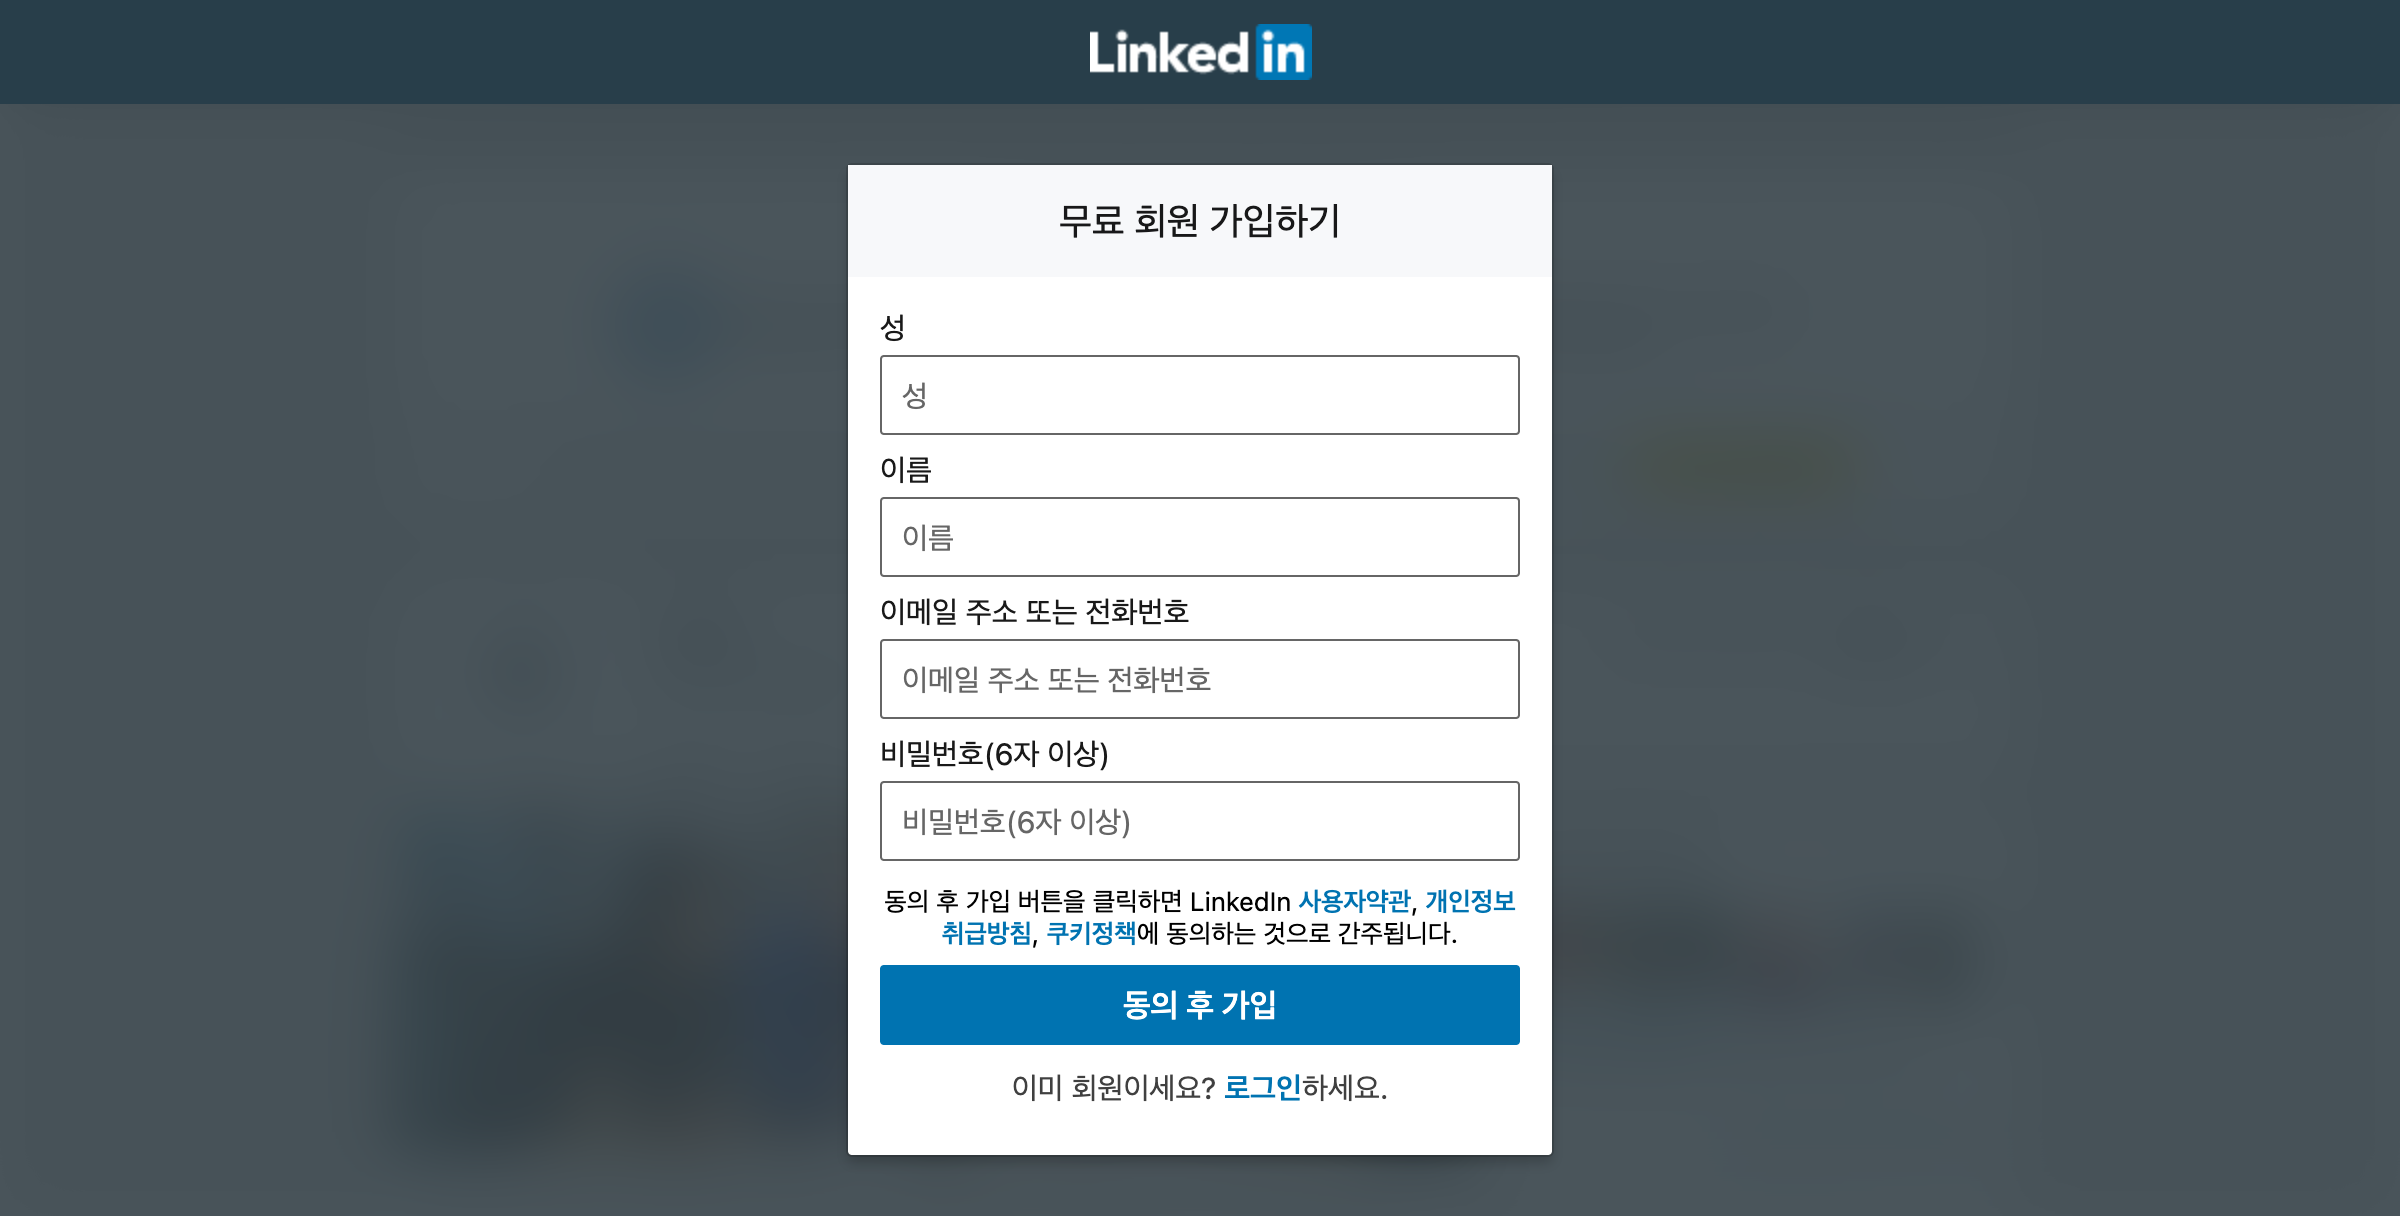 Linked in
무료 회원 가입하기
성
성
이름
이름
이메일 주소 또는 전화번호
이메일 주소 또는 전화번호
비밀번호(6자 이상)
비밀번호(6자 이상)
동의 후 가입 버튼을 클릭하면 LinkedIn 사용자약관, 개인정보
취급방침, 쿠키정책에 동의하는 것으로 간주됩니다.
동의 후 가입
이미 회원이세요? 로그인하세요.